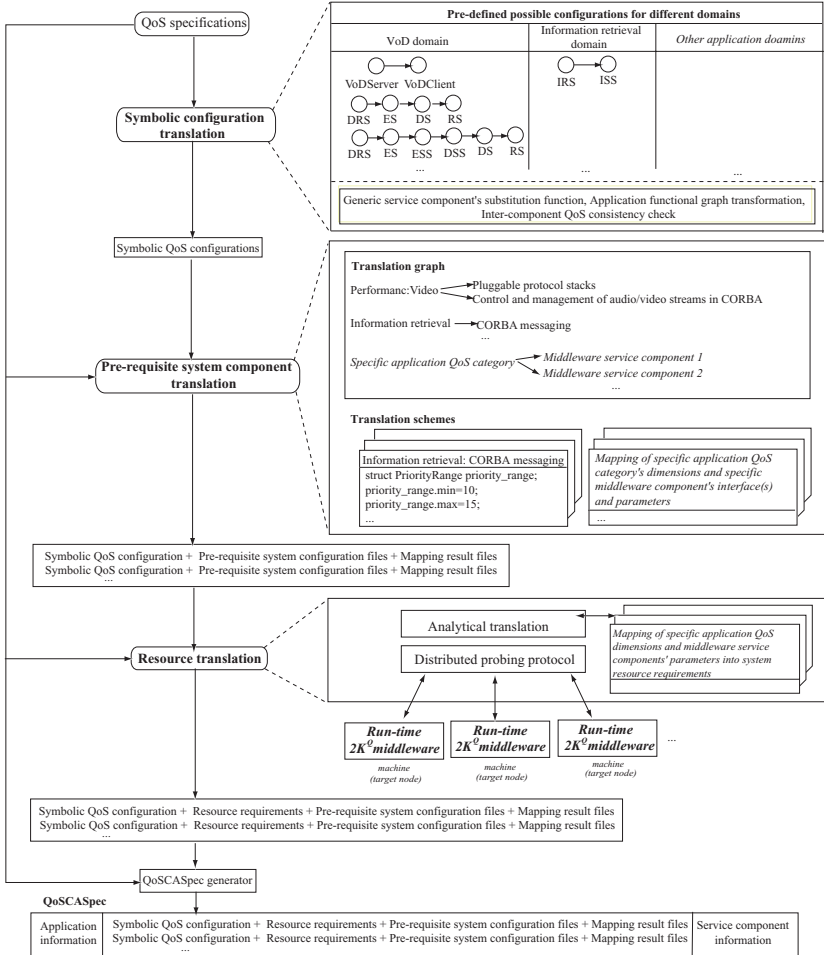 QoS specifications
Pre-defined possible configurations for different domains
VoD domain
Information retrieval
domain
Other application doamins
VoDServer VoDClient
IRS ISS
DRS ES DS RS
DRS ES ESS DSS DS RS
...
...
...
Symbolic configuration
translation
Generic service component's substitution function, Application functional graph transformation,
Inter-component QoS consistency check
Symbolic QoS configurations
Translation graph
Performanc:Video
Pluggable protocol stacks
Control and management of audio/video streams in CORBA
Information retrieval
CORBA messaging
...
Specific application QoS category
Middleware service component 1
Middleware service component 2
...
Pre-requisite system component
translation
Translation schemes
Information retrieval: CORBA messaging
struct PriorityRange priority_range;
priority_range.min=10;
priority_range.max=15;
...
Mapping of specific application QoS
category's dimensions and specific
middleware component's interface(s)
and parameters
...
Symbolic QoS configuration + Pre-requisite system configuration files + Mapping result files
Symbolic QoS configuration + Pre-requisite system configuration files + Mapping result files
...
Resource translation
Analytical translation
Distributed probing protocol
Mapping of specific application QoS
dimensions and middleware service
components' parameters into system
resource requirements
Run-time
2K^Q middleware
machine
(target node)
Run-time
2K^Q middleware
machine
(target node)
Run-time
2K^Q middleware
machine
(target node)
...
Symbolic QoS configuration + Resource requirements + Pre-requisite system configuration files + Mapping result files
Symbolic QoS configuration + Resource requirements + Pre-requisite system configuration files + Mapping result files
...
QoSCASpec generator
QoSCASpec
Application
information
Symbolic QoS configuration + Resource requirements + Pre-requisite system configuration files + Mapping result files
Symbolic QoS configuration + Resource requirements + Pre-requisite system configuration files + Mapping result files
...
Service component
information